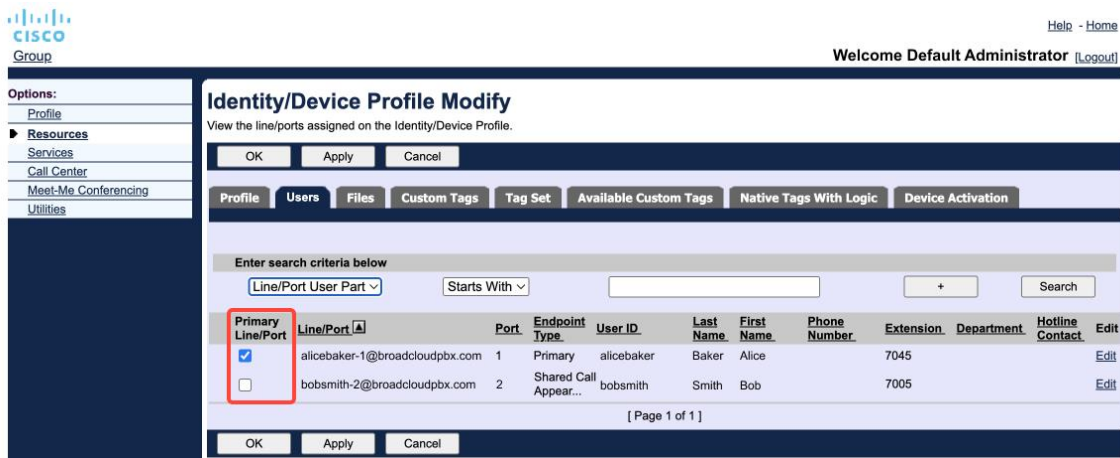 CISCO
Help - Home
Group
Welcome Default Administrator [Logout]
Options:
Profile
Resources
Services
Call Center
Meet-Me Conferencing
Utilities
Identity/Device Profile Modify
View the line/ports assigned on the Identity/Device Profile.
OK Apply Cancel
Profile Users Files Custom Tags Tag Set Available Custom Tags Native Tags With Logic Device Activation
Enter search criteria below
Line/Port User Part Starts With + Search
Primary Line/Port Line/Port Port Endpoint Type User ID Last Name First Name Phone Number Extension Department Hotline Contact Edit
alicebaker-1@broadcloudpbx.com 1 Primary alicebaker Baker Alice 7045 Edit
bobsmith-2@broadcloudpbx.com 2 Shared Call Appear... bobsmith Smith Bob 7005 Edit
[ Page 1 of 1 ]
OK Apply Cancel